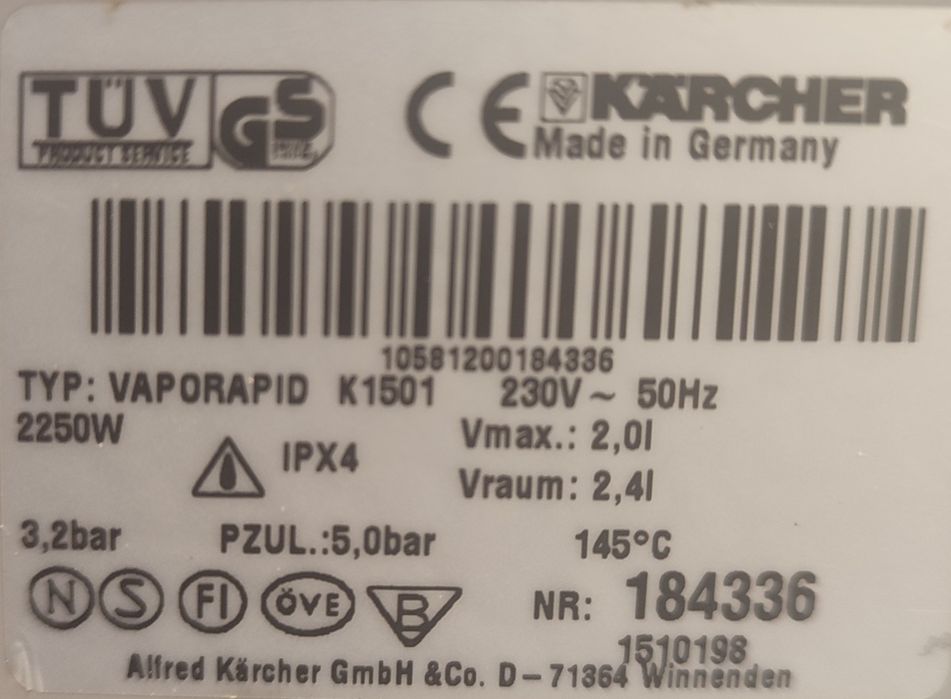 TÜV
PRODUCT SERVICE
GS
CE KÄRCHER
Made in Germany
10581200184336
TYP: VAPORAPID K1501 230V~ 50Hz
2250W
IPX4
Vmax.: 2,0l
Vraum: 2,4l
3,2bar PZUL.:5,0bar 145°C
N S FI ÖVE B
NR: 184336
1510198
Alfred Kärcher GmbH &Co. D-71364 Winnenden